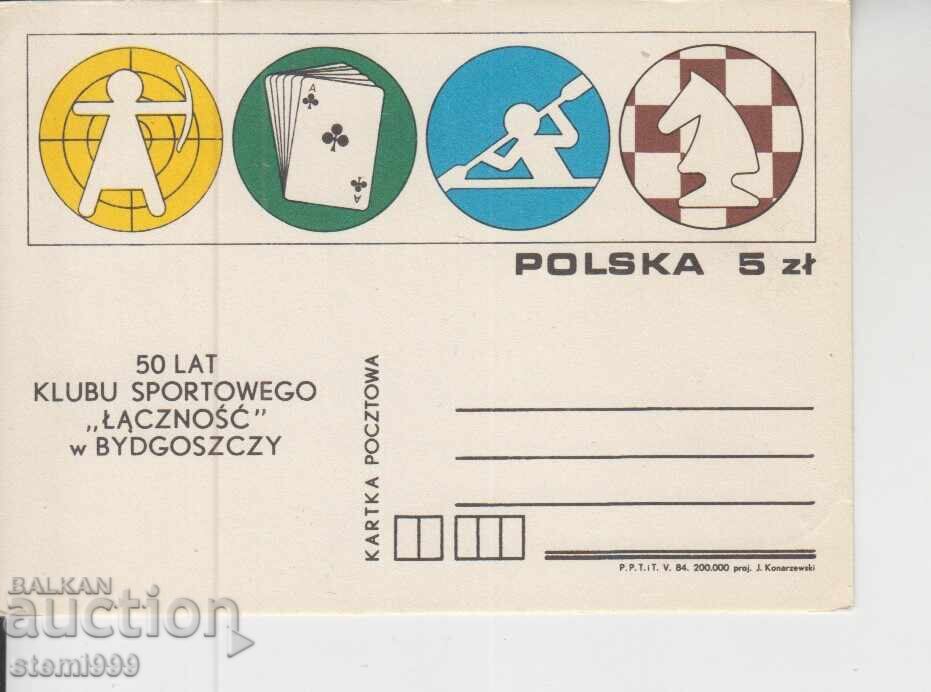 A
A
POLSKA 5 zł
50 LAT
KLUBU SPORTOWEGO
„ŁĄCZNOŚĆ”
w BYDGOSZCZY
KARTKA POCZTOWA
P.P.T.iT. V. 84. 200.000 proj. J. Konarzewski
BALKAN
auction
stemi999